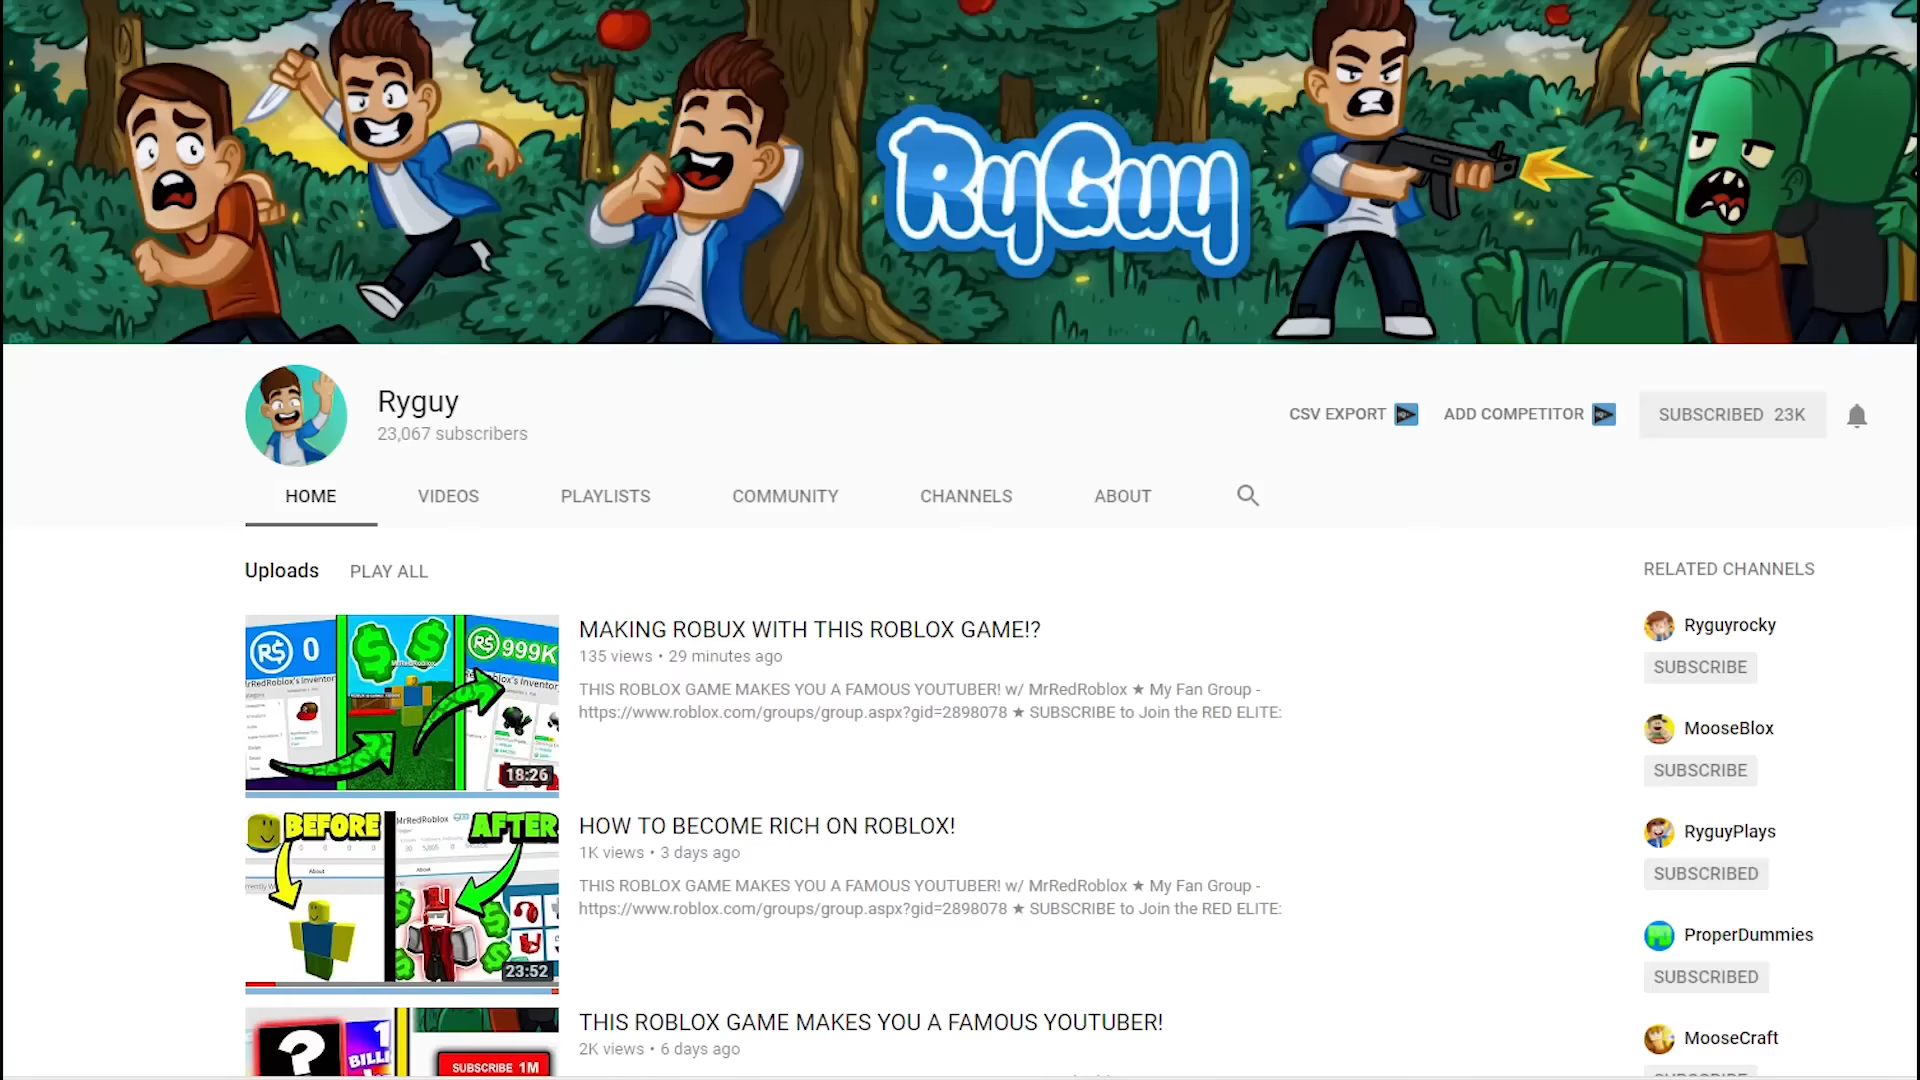 RyGuy
Ryguy
23,067 subscribers
CSV EXPORT
ADD COMPETITOR
SUBSCRIBED 23K
HOME
VIDEOS
PLAYLISTS
COMMUNITY
CHANNELS
ABOUT
Uploads
PLAY ALL
R$ 0
R$ 999K
MrRedRoblox
18:26
MAKING ROBUX WITH THIS ROBLOX GAME!?
135 views • 29 minutes ago
THIS ROBLOX GAME MAKES YOU A FAMOUS YOUTUBER! w/ MrRedRoblox ★ My Fan Group -
https://www.roblox.com/groups/group.aspx?gid=2898078 ★ SUBSCRIBE to Join the RED ELITE:
BEFORE
MrRedRoblox
AFTER
About
About
23:52
HOW TO BECOME RICH ON ROBLOX!
1K views • 3 days ago
THIS ROBLOX GAME MAKES YOU A FAMOUS YOUTUBER! w/ MrRedRoblox ★ My Fan Group -
https://www.roblox.com/groups/group.aspx?gid=2898078 ★ SUBSCRIBE to Join the RED ELITE:
?
1
BILLI
SUBSCRIBE 1M
THIS ROBLOX GAME MAKES YOU A FAMOUS YOUTUBER!
2K views • 6 days ago
RELATED CHANNELS
Ryguyrocky
SUBSCRIBE
MooseBlox
SUBSCRIBE
RyguyPlays
SUBSCRIBED
ProperDummies
SUBSCRIBED
MooseCraft